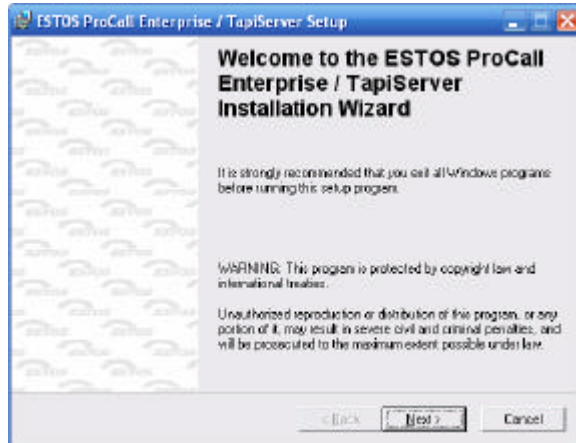 ESTOS ProCall Enterprise / TapiServer Setup
Welcome to the ESTOS ProCall
Enterprise / TapiServer
Installation Wizard
It is strongly recommended that you exit all Windows programs
before running this setup program.
WARNING: This program is protected by copyright law and
international treaties.
Unauthorized reproduction or distribution of this program, or any
portion of it, may result in severe civil and criminal penalties, and
will be prosecuted to the maximum extent possible under law.
< Back
Next >
Cancel